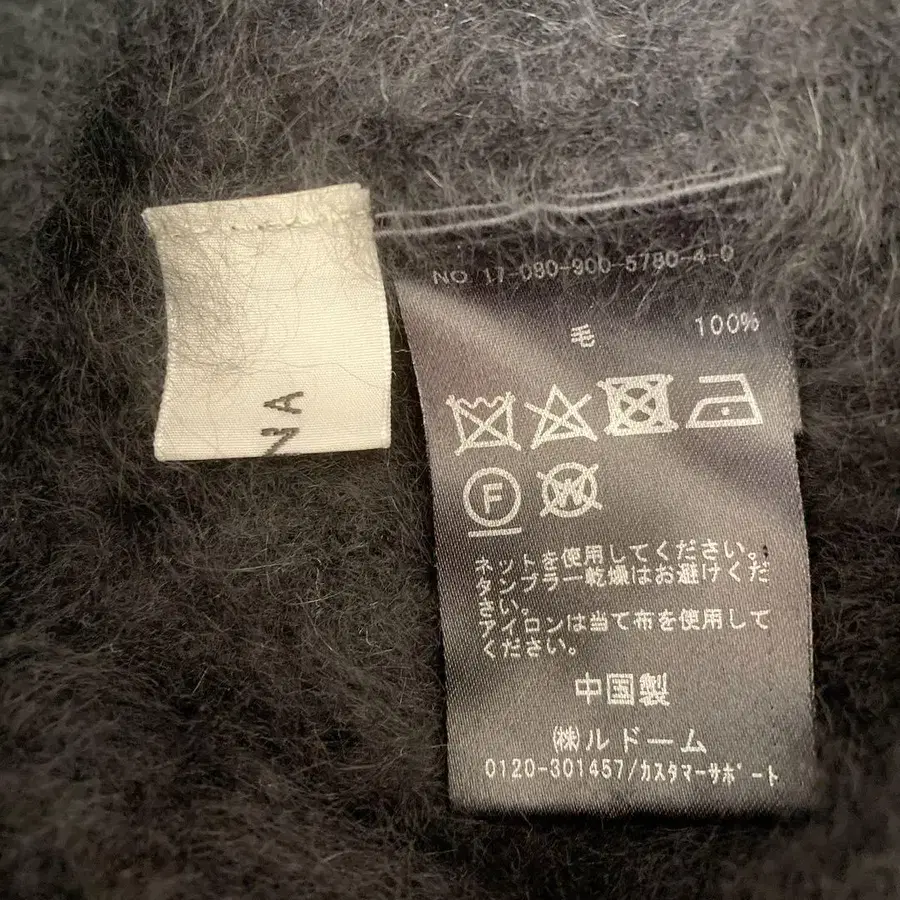 NA
NO 17-080-900-5780-4-0
毛 100%
F
W
ネットを使用してください。
タンブラー乾燥はお避けくだ
さい。
アイロンは当て布を使用して
ください。
中国製
㈱ルドーム
0120-301457/カスタマーサポート